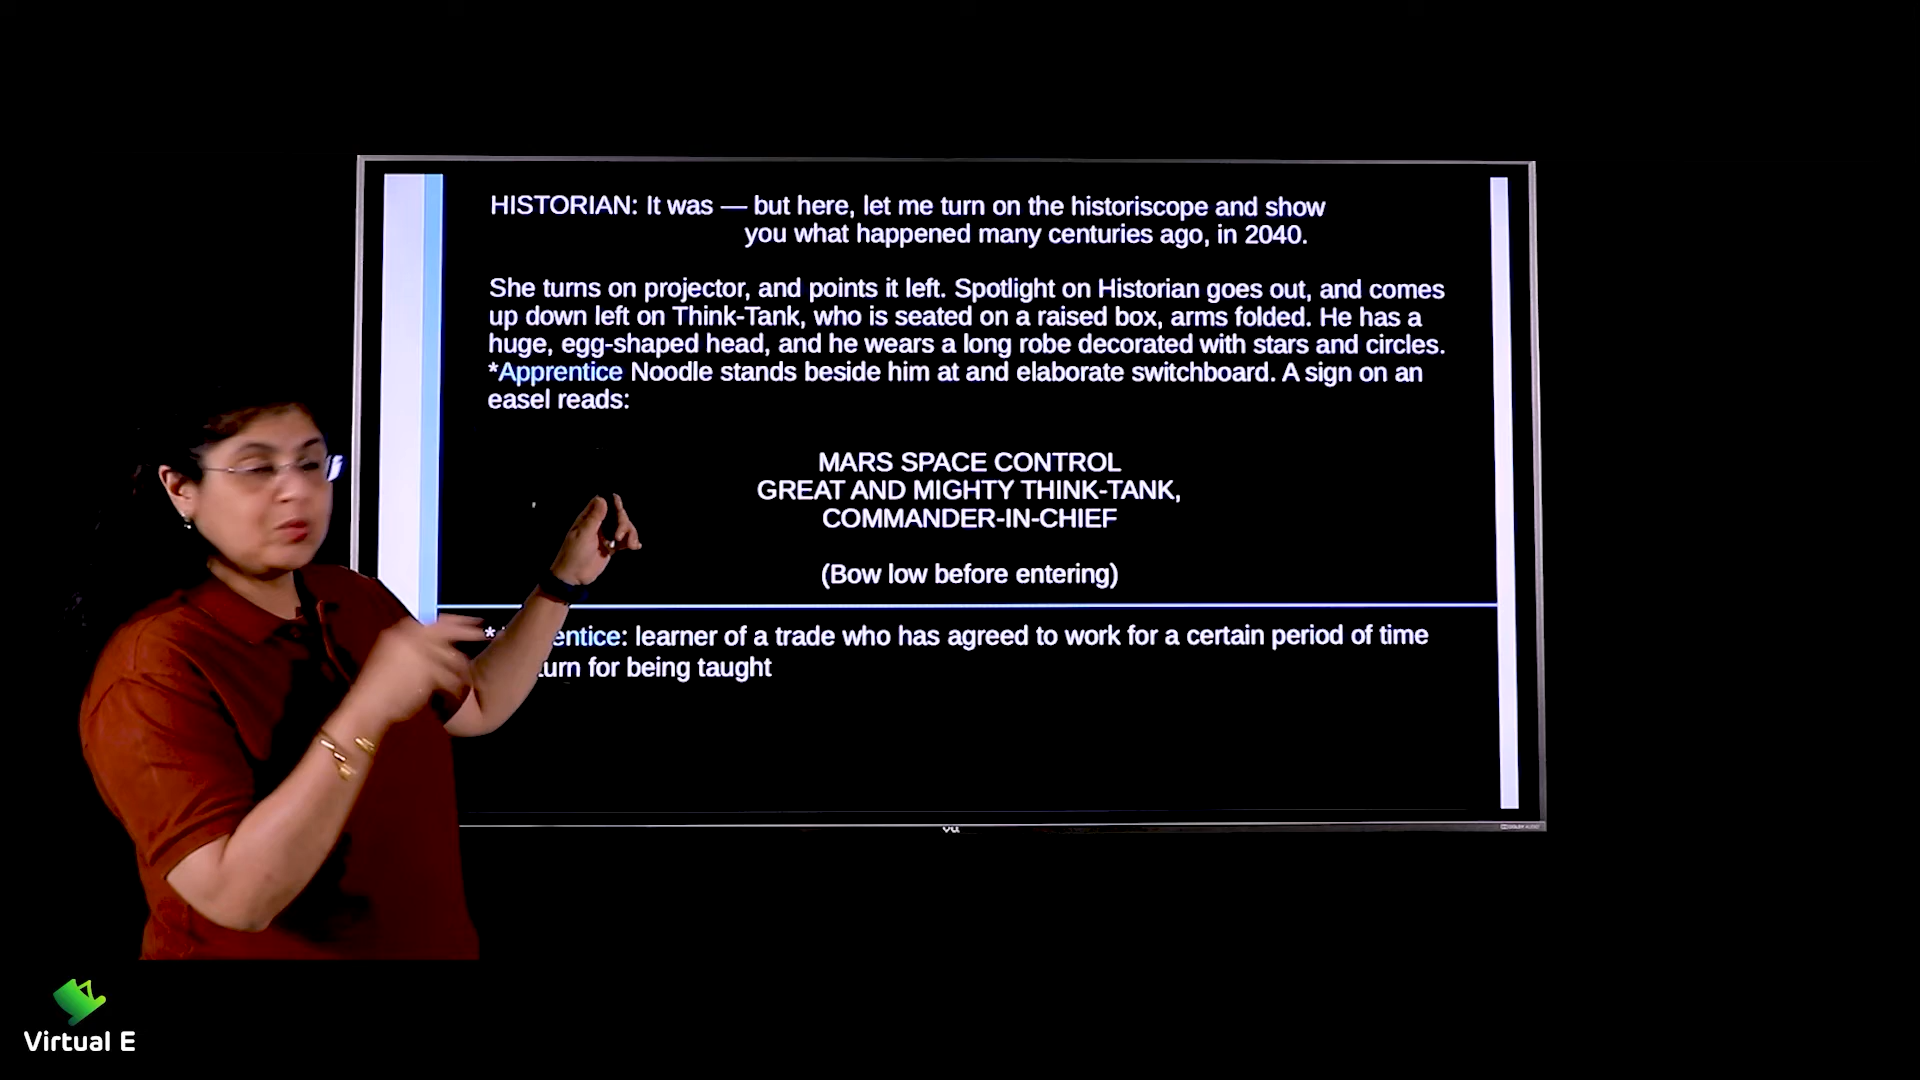 HISTORIAN: It was — but here, let me turn on the historiscope and show
you what happened many centuries ago, in 2040.
She turns on projector, and points it left. Spotlight on Historian goes out, and comes
up down left on Think-Tank, who is seated on a raised box, arms folded. He has a
huge, egg-shaped head, and he wears a long robe decorated with stars and circles.
*Apprentice Noodle stands beside him at and elaborate switchboard. A sign on an
easel reads:
MARS SPACE CONTROL
GREAT AND MIGHTY THINK-TANK,
COMMANDER-IN-CHIEF
(Bow low before entering)
entice: learner of a trade who has agreed to work for a certain period of time
turn for being taught
Vu
Virtual E